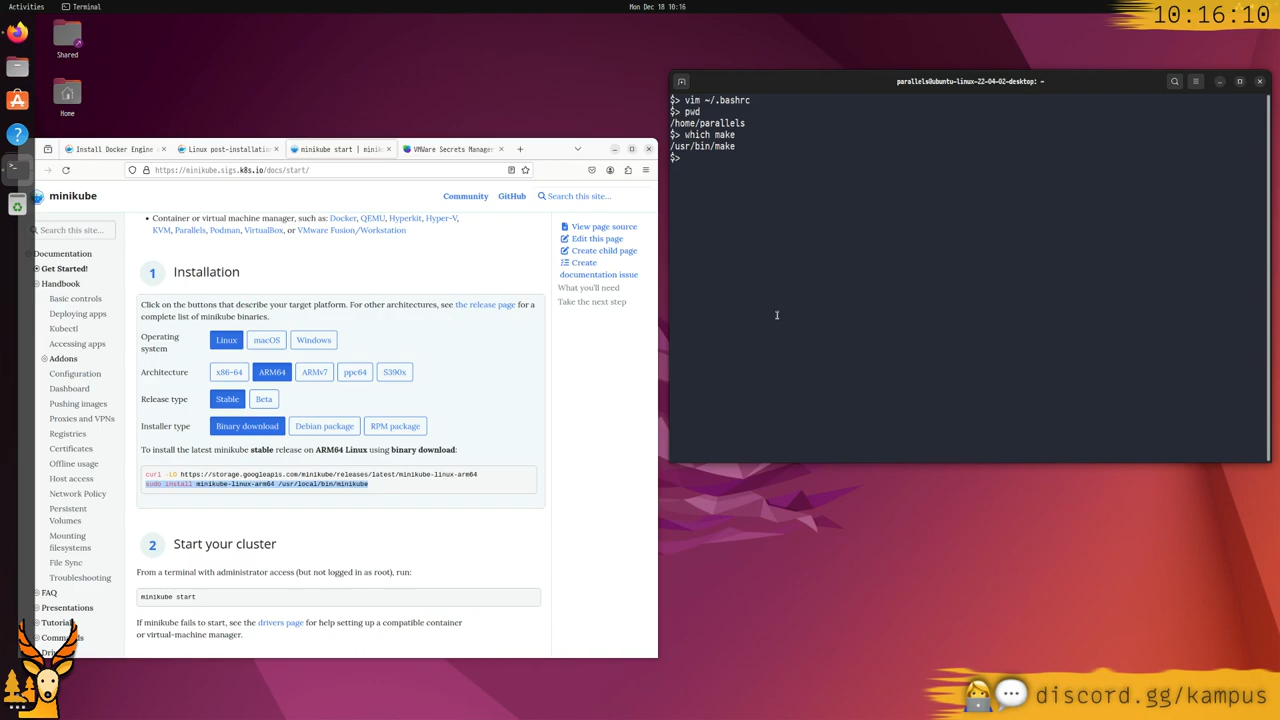 Activities
Terminal
Mon Dec 18 10:16
10:16:10
Shared
Home
Install Docker Engine
Linux post-installation
minikube start | minik
VMWare Secrets Manager
https://minikube.sigs.k8s.io/docs/start/
minikube
Community
GitHub
Search this site...
Search this site...
Documentation
Get Started!
Handbook
Basic controls
Deploying apps
Kubectl
Accessing apps
Addons
Configuration
Dashboard
Pushing images
Proxies and VPNs
Registries
Certificates
Offline usage
Host access
Network Policy
Persistent
Volumes
Mounting
filesystems
File Sync
Troubleshooting
FAQ
Presentations
Tutori
Comm
Dri
• Container or virtual machine manager, such as: Docker, QEMU, Hyperkit, Hyper-V,
KVM, Parallels, Podman, VirtualBox, or VMware Fusion/Workstation
1 Installation
Click on the buttons that describe your target platform. For other architectures, see the release page for a
complete list of minikube binaries.
Operating
system
Linux
macOS
Windows
Architecture
x86-64
ARM64
ARMv7
ppc64
S390x
Release type
Stable
Beta
Installer type
Binary download
Debian package
RPM package
To install the latest minikube stable release on ARM64 Linux using binary download:
curl -LO https://storage.googleapis.com/minikube/releases/latest/minikube-linux-arm64
sudo install minikube-linux-arm64 /usr/local/bin/minikube
2 Start your cluster
From a terminal with administrator access (but not logged in as root), run:
minikube start
If minikube fails to start, see the drivers page for help setting up a compatible container
or virtual-machine manager.
View page source
Edit this page
Create child page
Create
documentation issue
What you'll need
Take the next step
parallels@ubuntu-linux-22-04-02-desktop: ~
$> vim ~/.bashrc
$> pwd
/home/parallels
$> which make
/usr/bin/make
$>
discord.gg/kampus